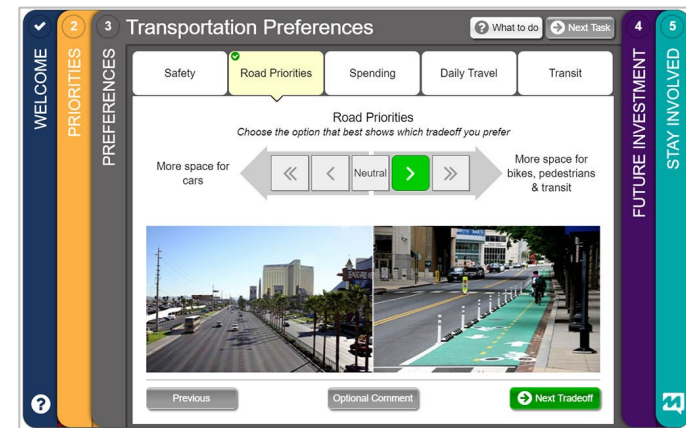 WELCOME
2
PRIORITIES
3
PREFERENCES
Transportation Preferences
? What to do
Next Task
Safety
Road Priorities
Spending
Daily Travel
Transit
Road Priorities
Choose the option that best shows which tradeoff you prefer
More space for
cars
«
<
Neutral
>
»
More space for
bikes, pedestrians
& transit
Previous
Optional Comment
Next Tradeoff
4
FUTURE INVESTMENT
5
STAY INVOLVED
?